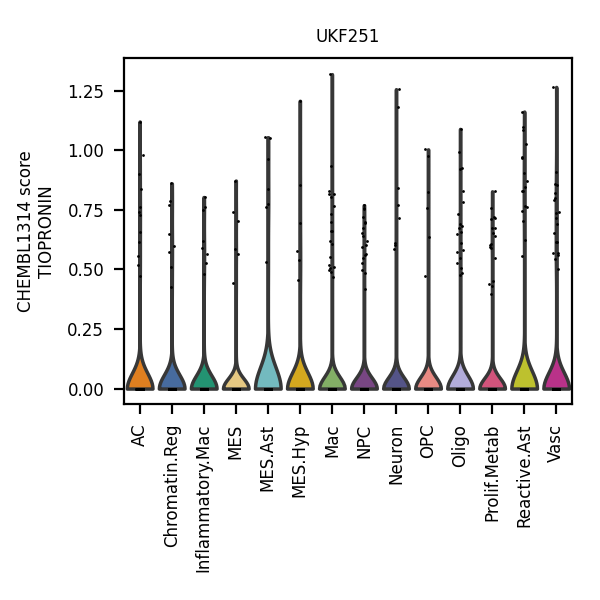 UKF251
CHEMBL1314 score
TIOPRONIN
1.25
1.00
0.75
0.50
0.25
0.00
AC
Chromatin.Reg
Inflammatory.Mac
MES
MES.Ast
MES.Hyp
Mac
NPC
Neuron
OPC
Oligo
Prolif.Metab
Reactive.Ast
Vasc